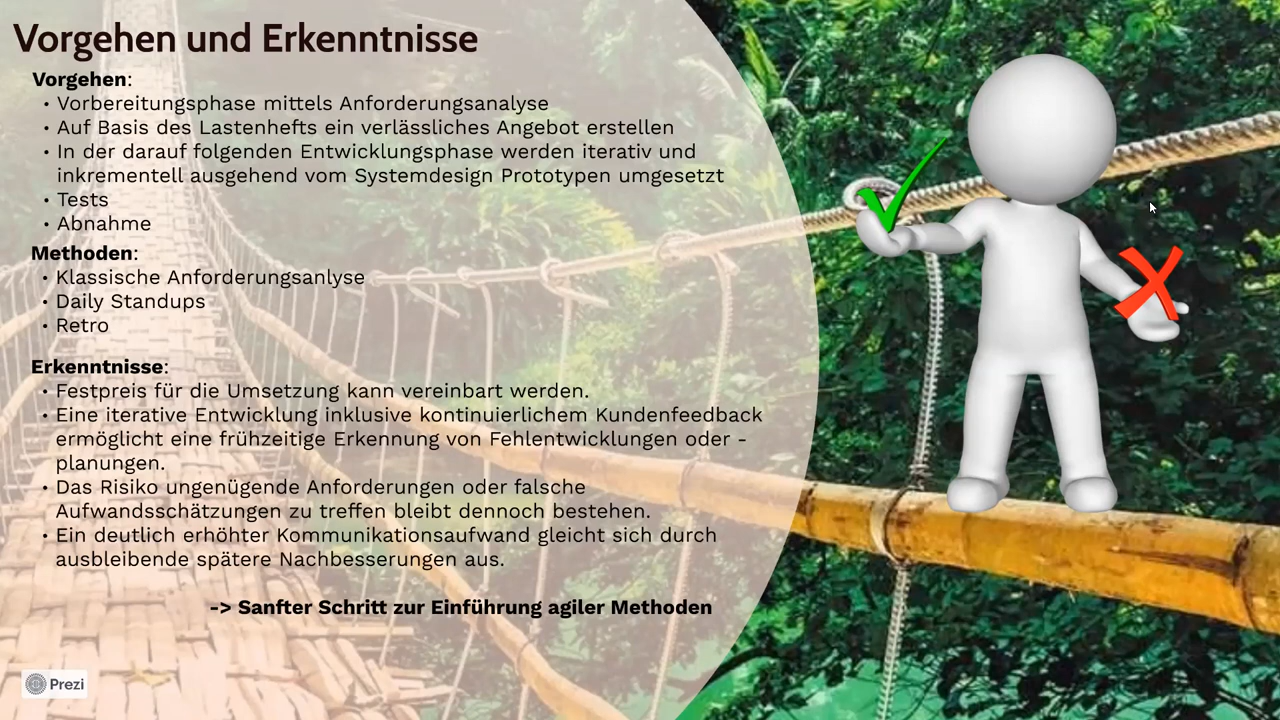 Vorgehen und Erkenntnisse
Vorgehen:
• Vorbereitungsphase mittels Anforderungsanalyse
• Auf Basis des Lastenhefts ein verlässliches Angebot erstellen
• In der darauf folgenden Entwicklungsphase werden iterativ und
inkrementell ausgehend vom Systemdesign Prototypen umgesetzt
• Tests
• Abnahme
Methoden:
• Klassische Anforderungsanlyse
• Daily Standups
• Retro
Erkenntnisse:
• Festpreis für die Umsetzung kann vereinbart werden.
• Eine iterative Entwicklung inklusive kontinuierlichem Kundenfeedback
ermöglicht eine frühzeitige Erkennung von Fehlentwicklungen oder -
planungen.
• Das Risiko ungenügende Anforderungen oder falsche
Aufwandsschätzungen zu treffen bleibt dennoch bestehen.
• Ein deutlich erhöhter Kommunikationsaufwand gleicht sich durch
ausbleibende spätere Nachbesserungen aus.
-> Sanfter Schritt zur Einführung agiler Methoden
Prezi